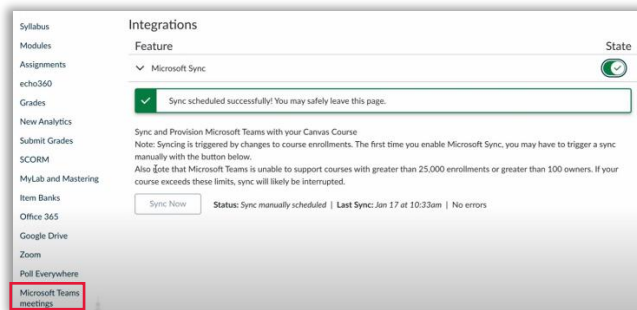 Syllabus
Modules
Assignments
echo360
Grades
New Analytics
Submit Grades
SCORM
MyLab and Mastering
Item Banks
Office 365
Google Drive
Zoom
Poll Everywhere
Microsoft Teams
meetings
Integrations
Feature State
Microsoft Sync
Sync scheduled successfully! You may safely leave this page.
Sync and Provision Microsoft Teams with your Canvas Course
Note: Syncing is triggered by changes to course enrollments. The first time you enable Microsoft Sync, you may have to trigger a sync
manually with the button below.
Also note that Microsoft Teams is unable to support courses with greater than 25,000 enrollments or greater than 100 owners. If your
course exceeds these limits, sync will likely be interrupted.
Sync Now Status: Sync manually scheduled | Last Sync: Jan 17 at 10:33am | No errors